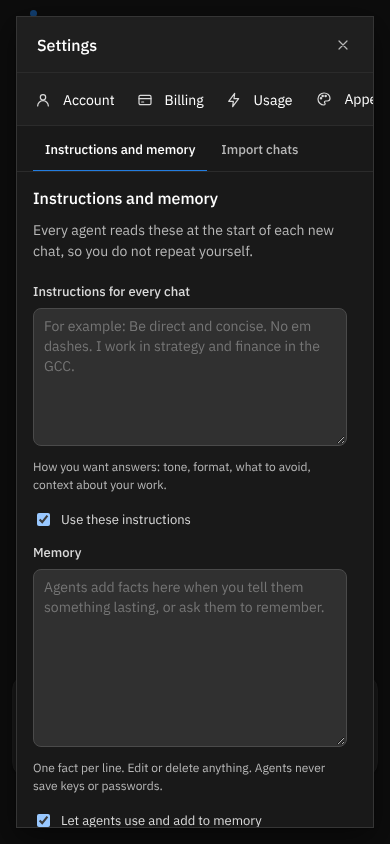 Settings
Account
Billing
Usage
Appe
Instructions and memory
Import chats
Instructions and memory
Every agent reads these at the start of each new
chat, so you do not repeat yourself.
Instructions for every chat
For example: Be direct and concise. No em
dashes. I work in strategy and finance in the
GCC.
How you want answers: tone, format, what to avoid,
context about your work.
Use these instructions
Memory
Agents add facts here when you tell them
something lasting, or ask them to remember.
One fact per line. Edit or delete anything. Agents never
save keys or passwords.
Let agents use and add to memory